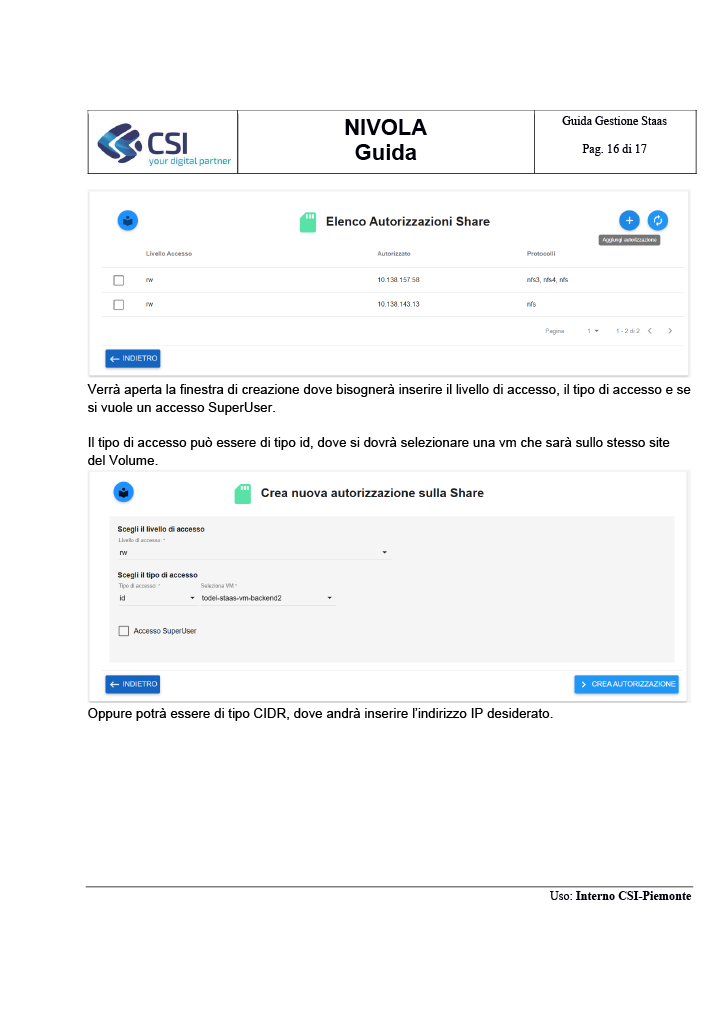 CSI
your digital partner
NIVOLA
Guida
Guida Gestione Staas
Pag. 16 di 17
Elenco Autorizzazioni Share
Aggiungi autorizzazione
Livello Accesso Autorizzato Protocolli
rw 10.138.157.58 nfs3, nfs4, nfs
rw 10.138.143.13 nfs
Pagina 1 1 - 2 di 2
INDIETRO
Verrà aperta la finestra di creazione dove bisognerà inserire il livello di accesso, il tipo di accesso e se
si vuole un accesso SuperUser.
Il tipo di accesso può essere di tipo id, dove si dovrà selezionare una vm che sarà sullo stesso site
del Volume.
Crea nuova autorizzazione sulla Share
Scegli il livello di accesso
Livello di accesso: *
rw
Scegli il tipo di accesso
Tipo di accesso: * Seleziona VM *
id todel-staas-vm-backend2
Accesso SuperUser
INDIETRO CREA AUTORIZZAZIONE
Oppure potrà essere di tipo CIDR, dove andrà inserire l'indirizzo IP desiderato.
Uso: Interno CSI-Piemonte